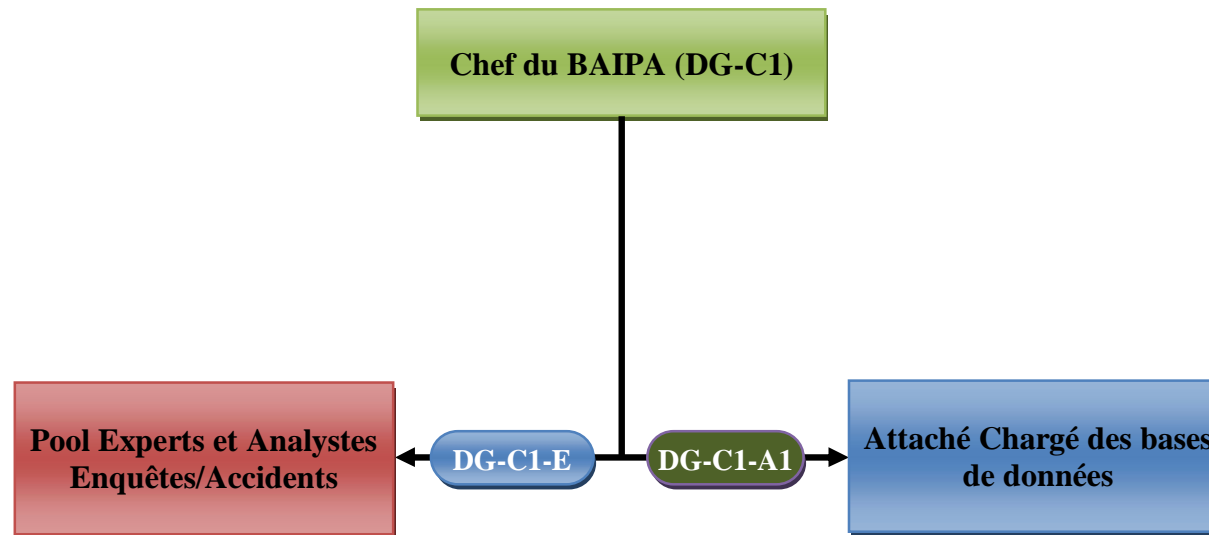 Chef du BAIPA (DG-C1)
Pool Experts et Analystes
Enquêtes/Accidents
DG-C1-E
DG-C1-A1
Attaché Chargé des bases
de données